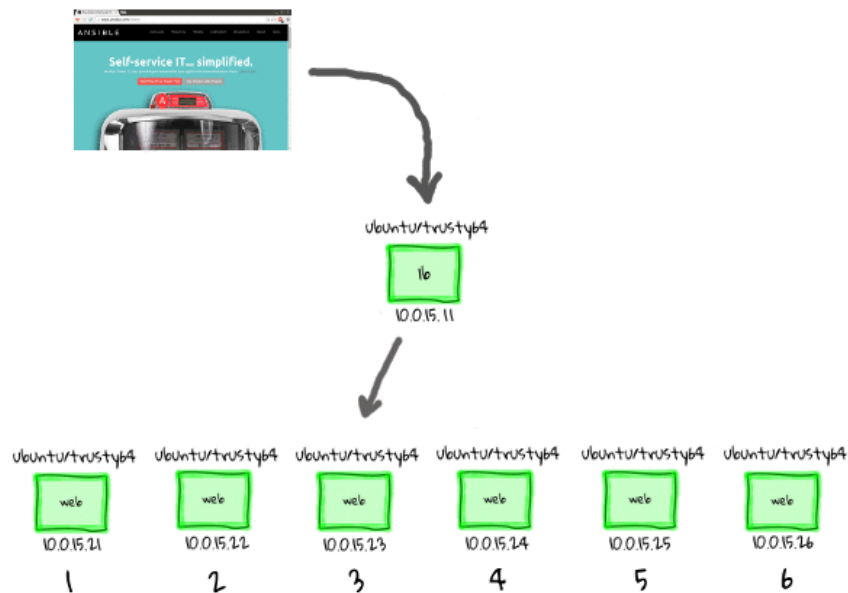 ANSIBLE
Self-service IT... simplified.
ubuntu/trusty64
lb
10.0.15.11
ubuntu/trusty64 ubuntu/trusty64 ubuntu/trusty64 ubuntu/trusty64 ubuntu/trusty64 ubuntu/trusty64
web web web web web web
10.0.15.21 10.0.15.22 10.0.15.23 10.0.15.24 10.0.15.25 10.0.15.26
1 2 3 4 5 6